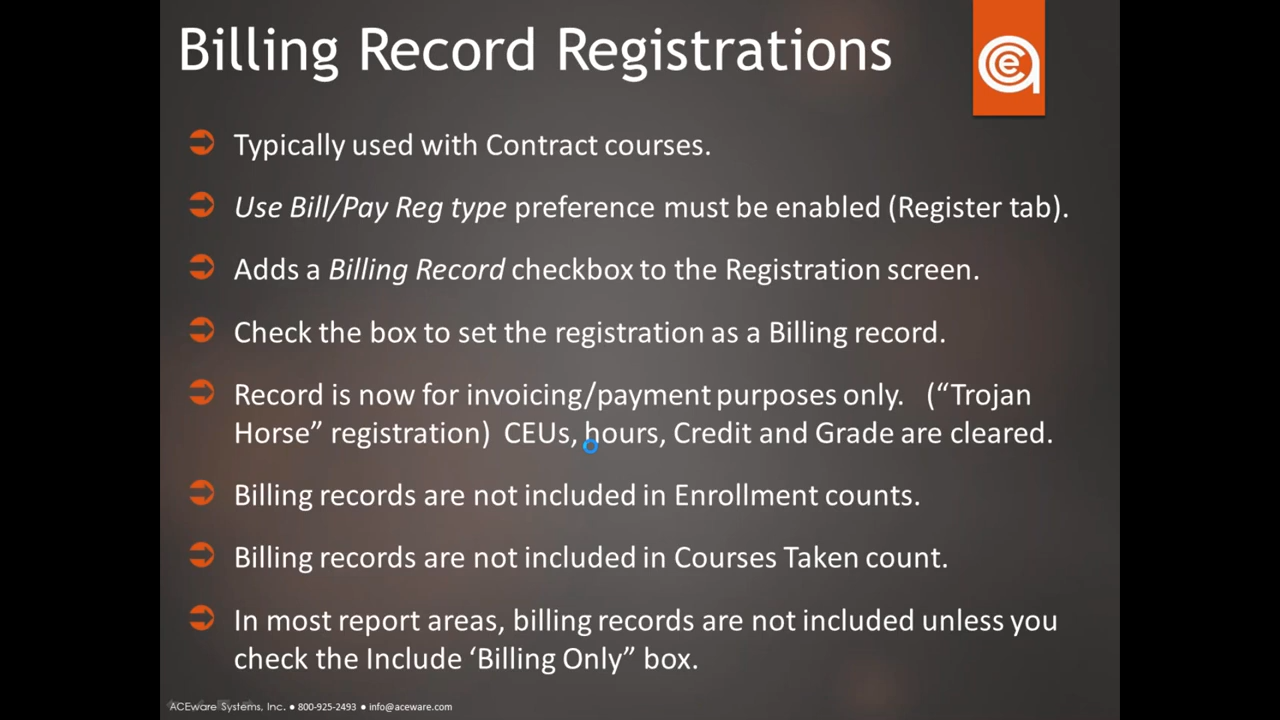 Billing Record Registrations
Typically used with Contract courses.
Use Bill/Pay Reg type preference must be enabled (Register tab).
Adds a Billing Record checkbox to the Registration screen.
Check the box to set the registration as a Billing record.
Record is now for invoicing/payment purposes only. (“Trojan
Horse” registration) CEUs, hours, Credit and Grade are cleared.
Billing records are not included in Enrollment counts.
Billing records are not included in Courses Taken count.
In most report areas, billing records are not included unless you
check the Include ‘Billing Only” box.
ACEware Systems, Inc. ● 800-925-2493 ● info@aceware.com